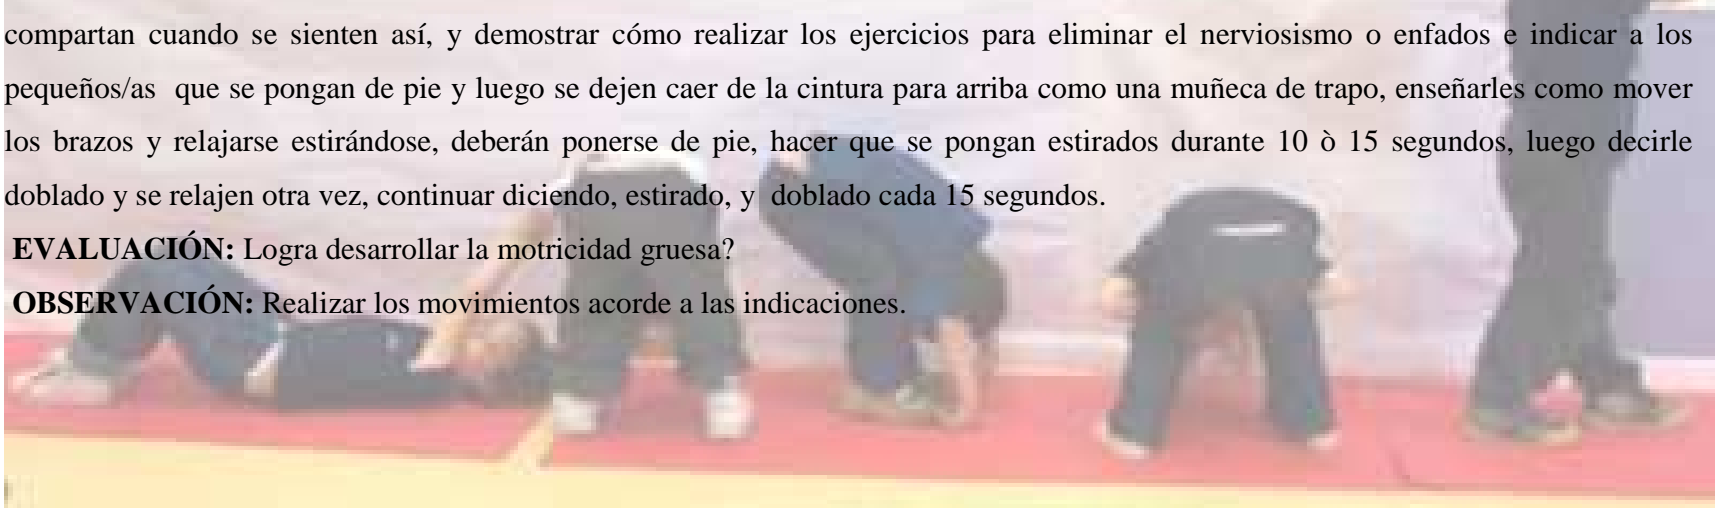 compartan cuando se sienten así, y demostrar cómo realizar los ejercicios para eliminar el nerviosismo o enfados e indicar a los
pequeños/as que se pongan de pie y luego se dejen caer de la cintura para arriba como una muñeca de trapo, enseñarles como mover
los brazos y relajarse estirándose, deberán ponerse de pie, hacer que se pongan estirados durante 10 ò 15 segundos, luego decirle
doblado y se relajen otra vez, continuar diciendo, estirado, y doblado cada 15 segundos.
EVALUACIÓN: Logra desarrollar la motricidad gruesa?
OBSERVACIÓN: Realizar los movimientos acorde a las indicaciones.